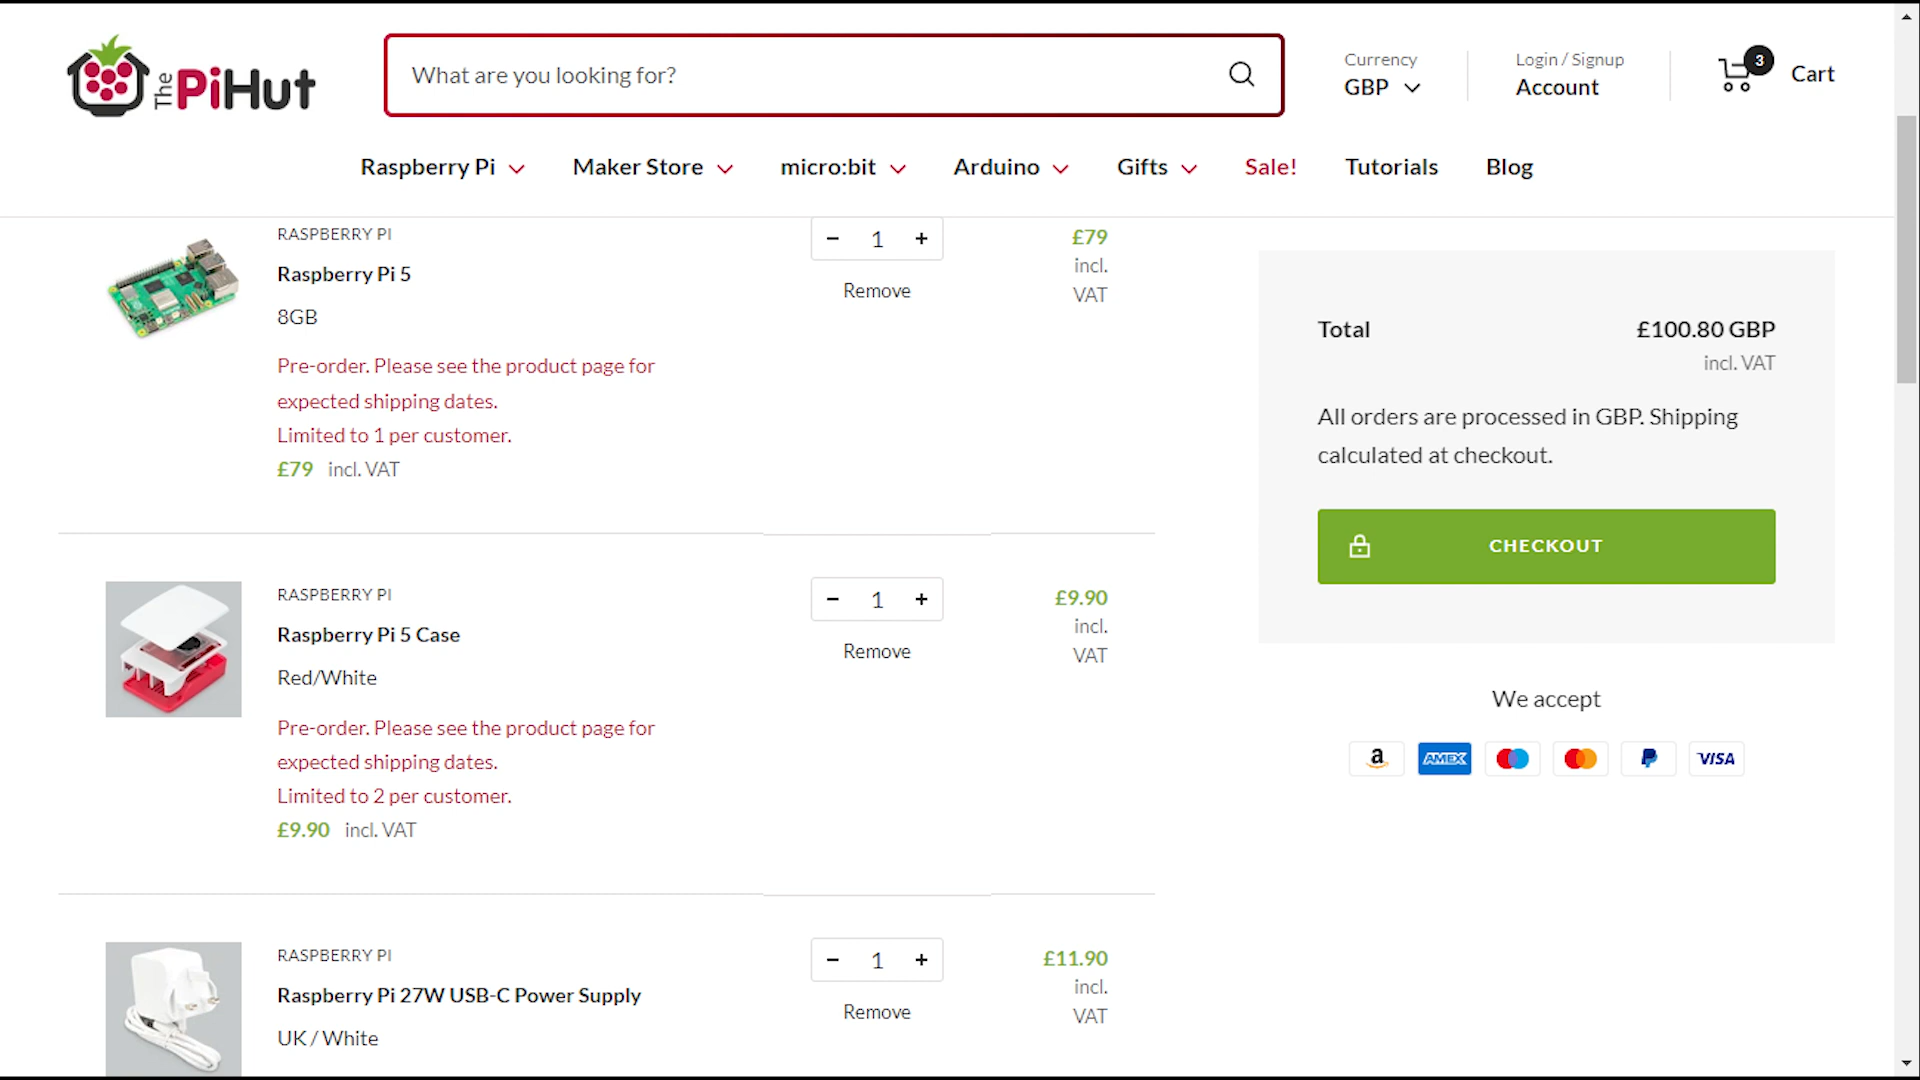 The PiHut
What are you looking for?
Currency
GBP
Login / Signup
Account
3
Cart
Raspberry Pi
Maker Store
micro:bit
Arduino
Gifts
Sale!
Tutorials
Blog
RASPBERRY PI
Raspberry Pi 5
8GB
Pre-order. Please see the product page for
expected shipping dates.
Limited to 1 per customer.
£79 incl. VAT
− 1 +
Remove
£79
incl.
VAT
RASPBERRY PI
Raspberry Pi 5 Case
Red/White
Pre-order. Please see the product page for
expected shipping dates.
Limited to 2 per customer.
£9.90 incl. VAT
− 1 +
Remove
£9.90
incl.
VAT
RASPBERRY PI
Raspberry Pi 27W USB-C Power Supply
UK / White
− 1 +
Remove
£11.90
incl.
VAT
Total £100.80 GBP
incl. VAT
All orders are processed in GBP. Shipping
calculated at checkout.
CHECKOUT
We accept
a
AMEX
VISA